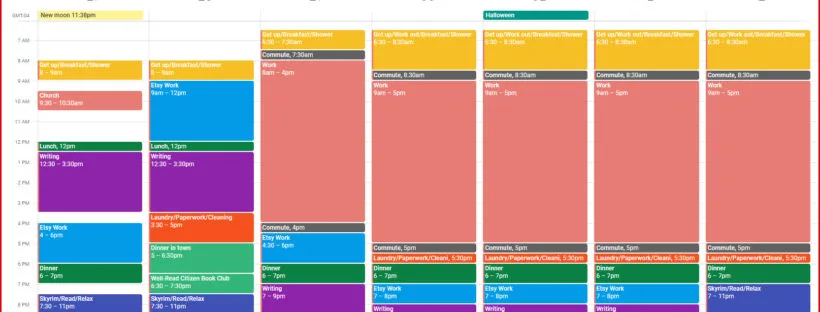 GMT-04
New moon 11:38pm
Halloween
7 AM
8 AM
9 AM
10 AM
11 AM
12 PM
1 PM
2 PM
3 PM
4 PM
5 PM
6 PM
7 PM
8 PM
Get up/Breakfast/Shower
8 – 9am
Church
9:30 – 10:30am
Lunch, 12pm
Writing
12:30 – 3:30pm
Etsy Work
4 – 6pm
Dinner
6 – 7pm
Skyrim/Read/Relax
7:30 – 11pm
Get up/Breakfast/Shower
8 – 9am
Etsy Work
9am – 12pm
Lunch, 12pm
Writing
12:30 – 3:30pm
Laundry/Paperwork/Cleaning
3:30 – 5pm
Dinner in town
5 – 6:30pm
Well-Read Citizen Book Club
6:30 – 7:30pm
Skyrim/Read/Relax
7:30 – 11pm
Get up/Breakfast/Shower
6:30 – 7:30am
Commute, 7:30am
Work
8am – 4pm
Commute, 4pm
Etsy Work
4:30 – 6pm
Dinner
6 – 7pm
Writing
7 – 9pm
Get up/Work out/Breakfast/Shower
6:30 – 8:30am
Commute, 8:30am
Work
9am – 5pm
Commute, 5pm
Laundry/Paperwork/Cleani, 5:30pm
Dinner
6 – 7pm
Etsy Work
7 – 8pm
Writing
Get up/Work out/Breakfast/Shower
6:30 – 8:30am
Commute, 8:30am
Work
9am – 5pm
Commute, 5pm
Laundry/Paperwork/Cleani, 5:30pm
Dinner
6 – 7pm
Etsy Work
7 – 8pm
Writing
Get up/Work out/Breakfast/Shower
6:30 – 8:30am
Commute, 8:30am
Work
9am – 5pm
Commute, 5pm
Laundry/Paperwork/Cleani, 5:30pm
Dinner
6 – 7pm
Etsy Work
7 – 8pm
Writing
Get up/Work out/Breakfast/Shower
6:30 – 8:30am
Commute, 8:30am
Work
9am – 5pm
Commute, 5pm
Laundry/Paperwork/Cleani, 5:30pm
Dinner
6 – 7pm
Skyrim/Read/Relax
7 – 11pm